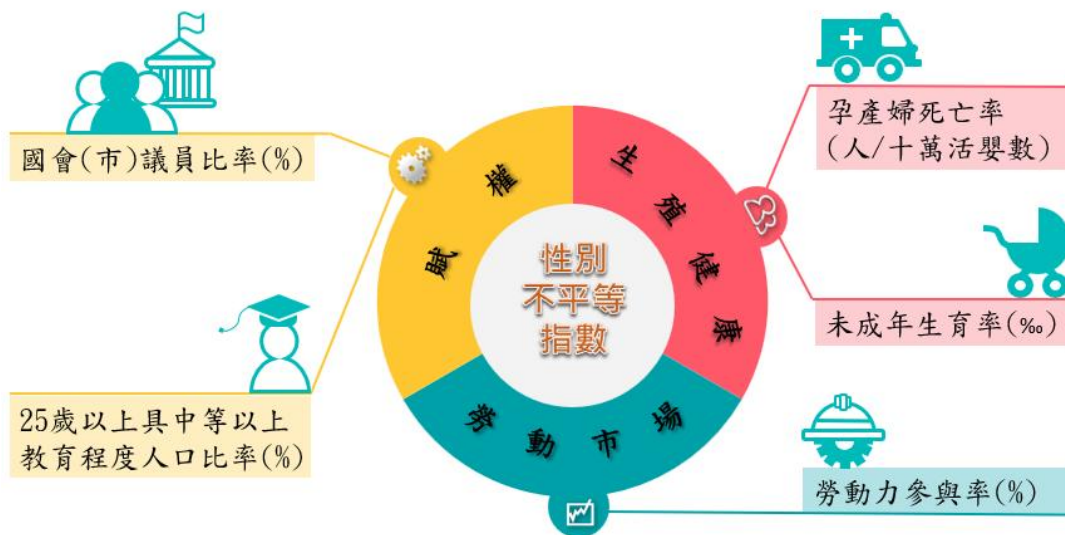 國會(市)議員比率(%)
25歲以上具中等以上
教育程度人口比率(%)
賦權
生殖健康
勞動市場
性別
不平等
指數
孕產婦死亡率
(人/十萬活嬰數)
未成年生育率(‰)
勞動力參與率(%)